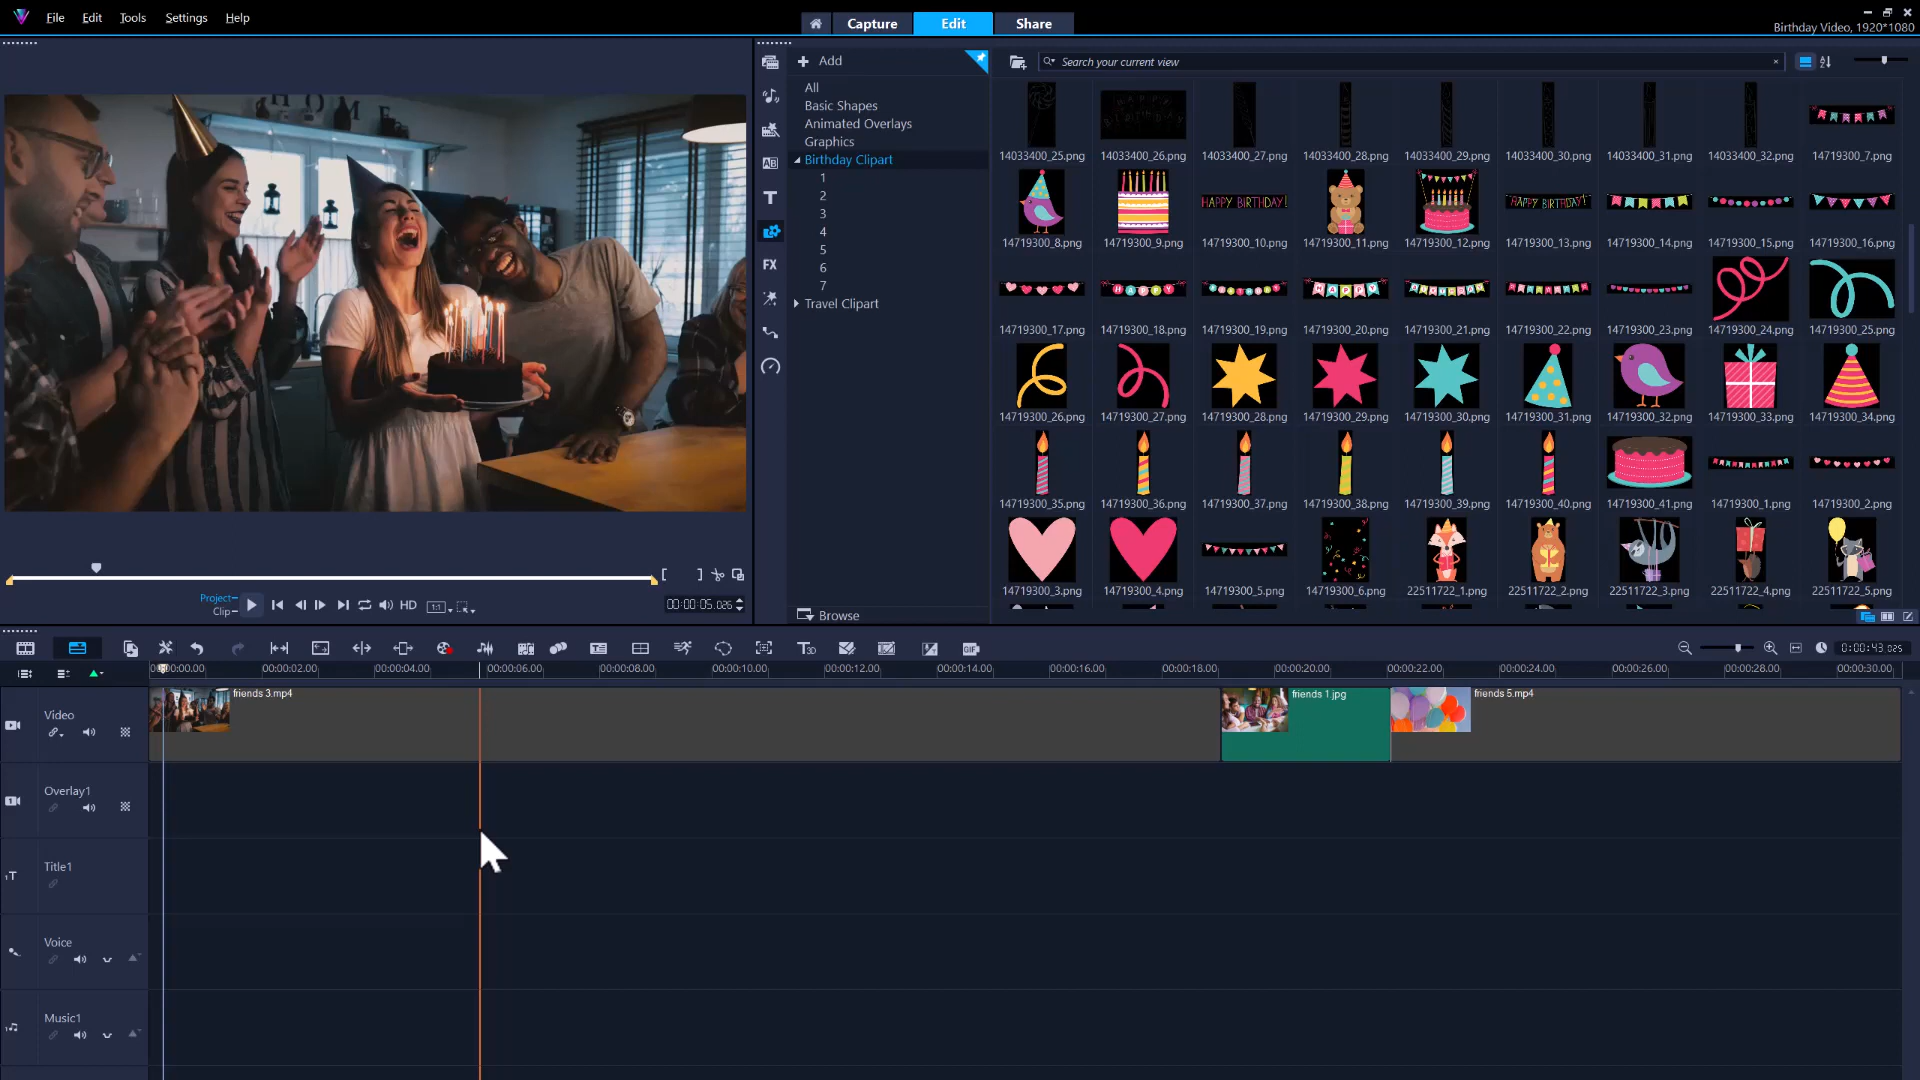 File Edit Tools Settings Help
Capture Edit Share
Birthday Video, 1920*1080
Add
Search your current view
All
Basic Shapes
Animated Overlays
Graphics
Birthday Clipart
1
2
3
4
5
6
7
Travel Clipart
Browse
AB
T
FX
14033400_25.png 14033400_26.png 14033400_27.png 14033400_28.png 14033400_29.png 14033400_30.png 14033400_31.png 14033400_32.png 14719300_7.png
HAPPY BIRTHDAY! HAPPY BIRTHDAY!
14719300_8.png 14719300_9.png 14719300_10.png 14719300_11.png 14719300_12.png 14719300_13.png 14719300_14.png 14719300_15.png 14719300_16.png
HAPPY HAPPY
14719300_17.png 14719300_18.png 14719300_19.png 14719300_20.png 14719300_21.png 14719300_22.png 14719300_23.png 14719300_24.png 14719300_25.png
14719300_26.png 14719300_27.png 14719300_28.png 14719300_29.png 14719300_30.png 14719300_31.png 14719300_32.png 14719300_33.png 14719300_34.png
14719300_35.png 14719300_36.png 14719300_37.png 14719300_38.png 14719300_39.png 14719300_40.png 14719300_41.png 14719300_1.png 14719300_2.png
14719300_3.png 14719300_4.png 14719300_5.png 14719300_6.png 22511722_1.png 22511722_2.png 22511722_3.png 22511722_4.png 22511722_5.png
HOME
Project
Clip
HD
1:1
00:00:05.026
0:00:43.025
00:00:00.00 00:00:02.00 00:00:04.00 00:00:06.00 00:00:08.00 00:00:10.00 00:00:12.00 00:00:14.00 00:00:16.00 00:00:18.00 00:00:20.00 00:00:22.00 00:00:24.00 00:00:26.00 00:00:28.00 00:00:30.00
Video
friends 3.mp4 friends 1.jpg friends 5.mp4
Overlay1
Title1
Voice
Music1